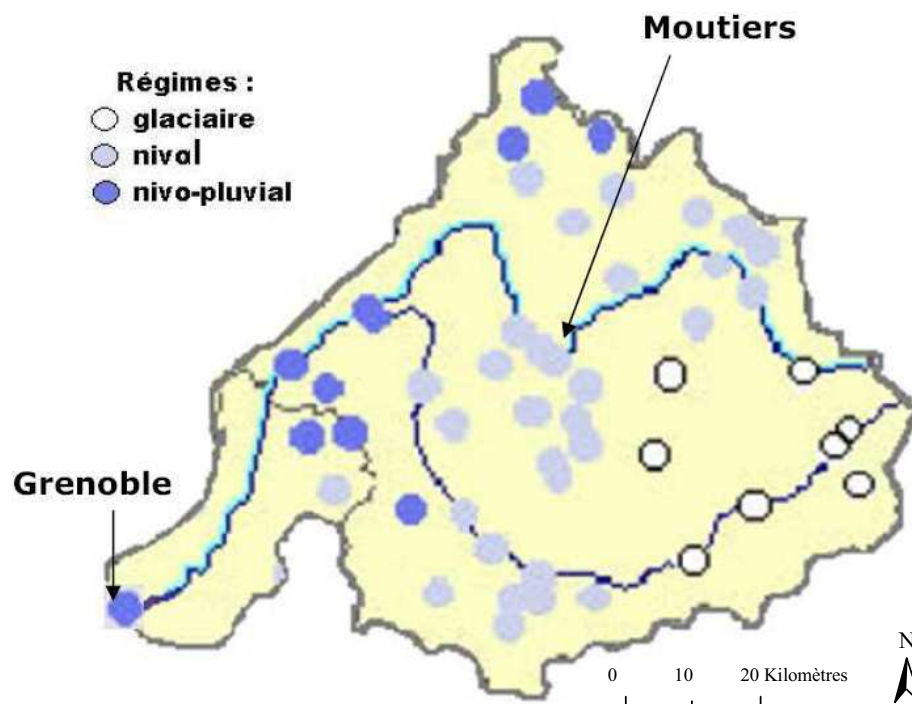 Moutiers
Régimes :
glaciaire
nival
nivo-pluvial
Grenoble
0 10 20 Kilomètres
N